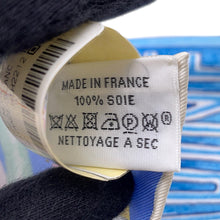 MADE IN FRANCE
100% SOIE
NETTOYAGE A SEC